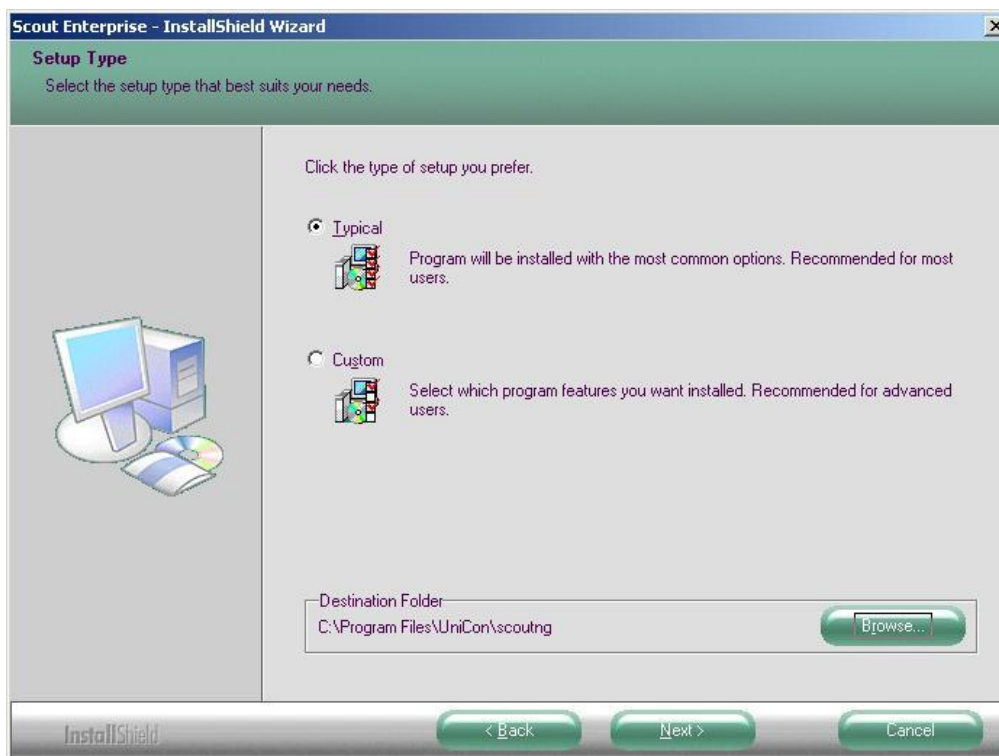 Scout Enterprise - InstallShield Wizard
Setup Type
Select the setup type that best suits your needs.
Click the type of setup you prefer.
Typical
Program will be installed with the most common options. Recommended for most
users.
Custom
Select which program features you want installed. Recommended for advanced
users.
Destination Folder
C:\Program Files\UniCon\scoutng
Browse...
InstallShield
< Back
Next >
Cancel